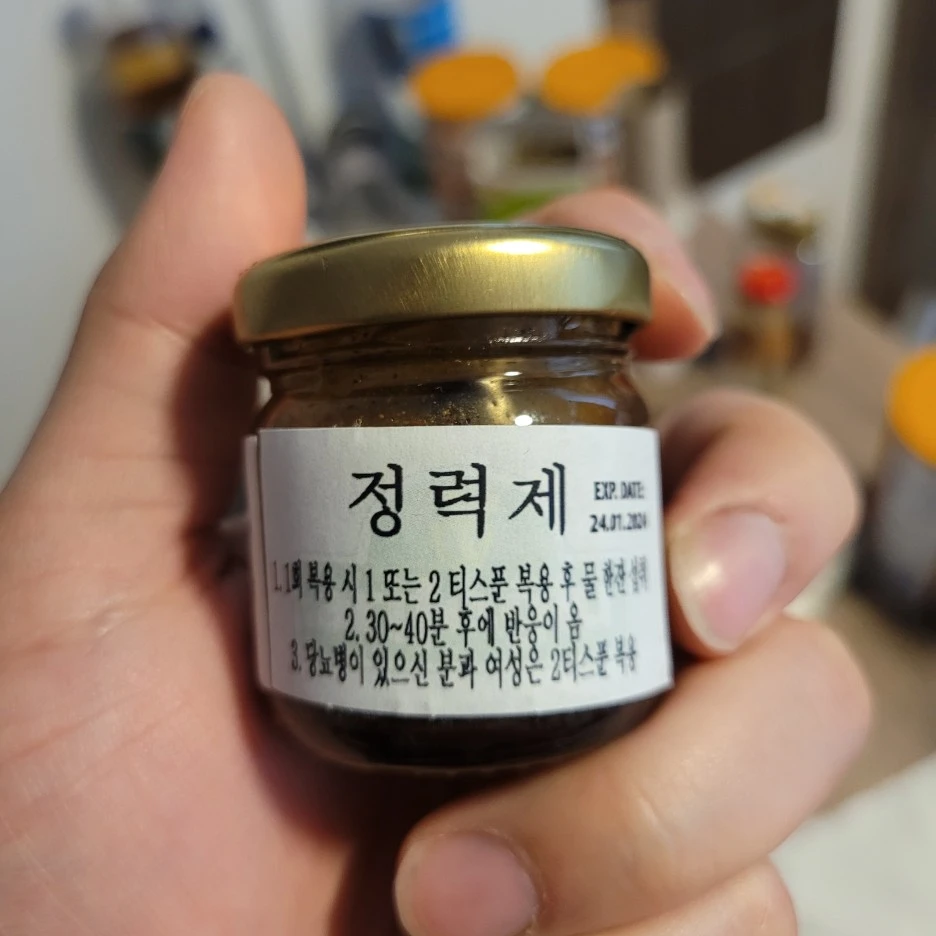 정력제
EXP. DATE:
24.01.2026
1. 1회 복용 시 1 또는 2 티스푼 복용 후 물 한잔 섭취
2. 30~40분 후에 반응이 옴
3. 당뇨병이 있으신 분과 여성은 2티스푼 복용